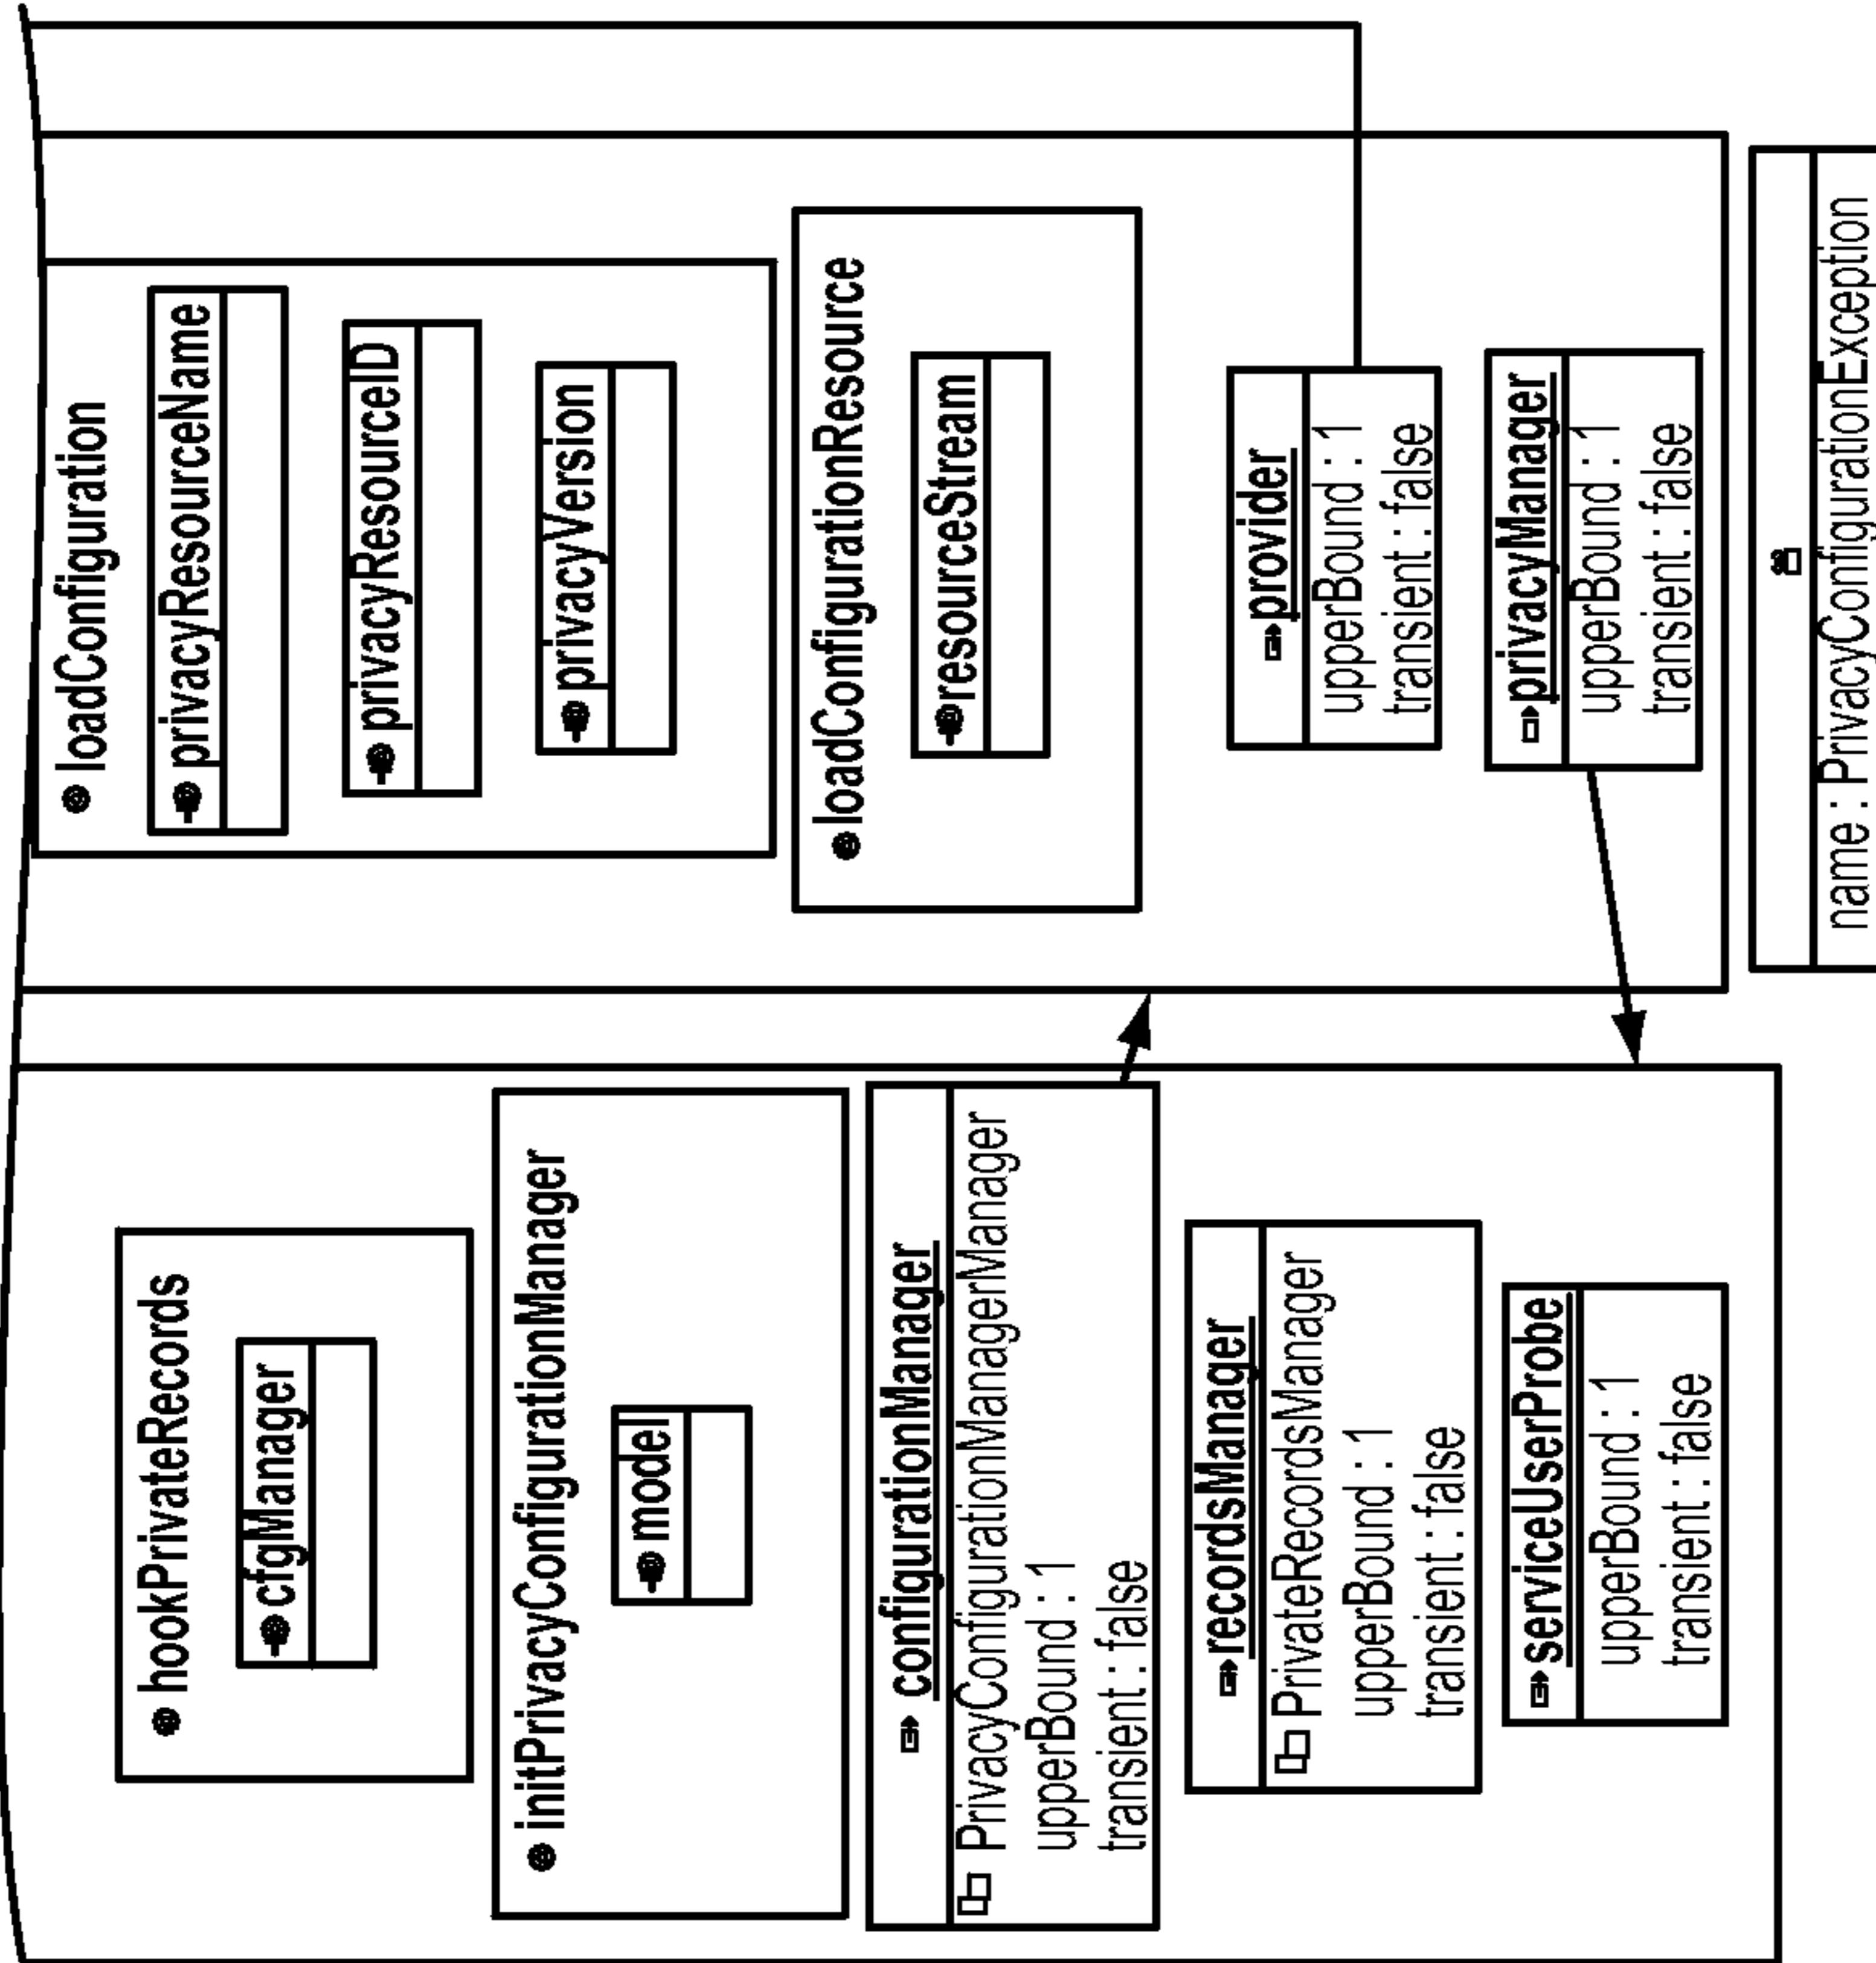 hookPrivateRecords
cfgManager
initPrivacyConfigurationManager
model
configurationManager
PrivacyConfigurationManagerManager
upperBound : 1
transient : false
recordsManager
PrivateRecordsManager
upperBound : 1
transient : false
serviceUserProbe
upperBound : 1
transient : false
loadConfiguration
privacyResourceName
privacyResourceID
privacyVersion
loadConfigurationResource
resourceStream
provider
upperBound : 1
transient : false
privacyManager
upperBound : 1
transient : false
name : PrivacyConfigurationException